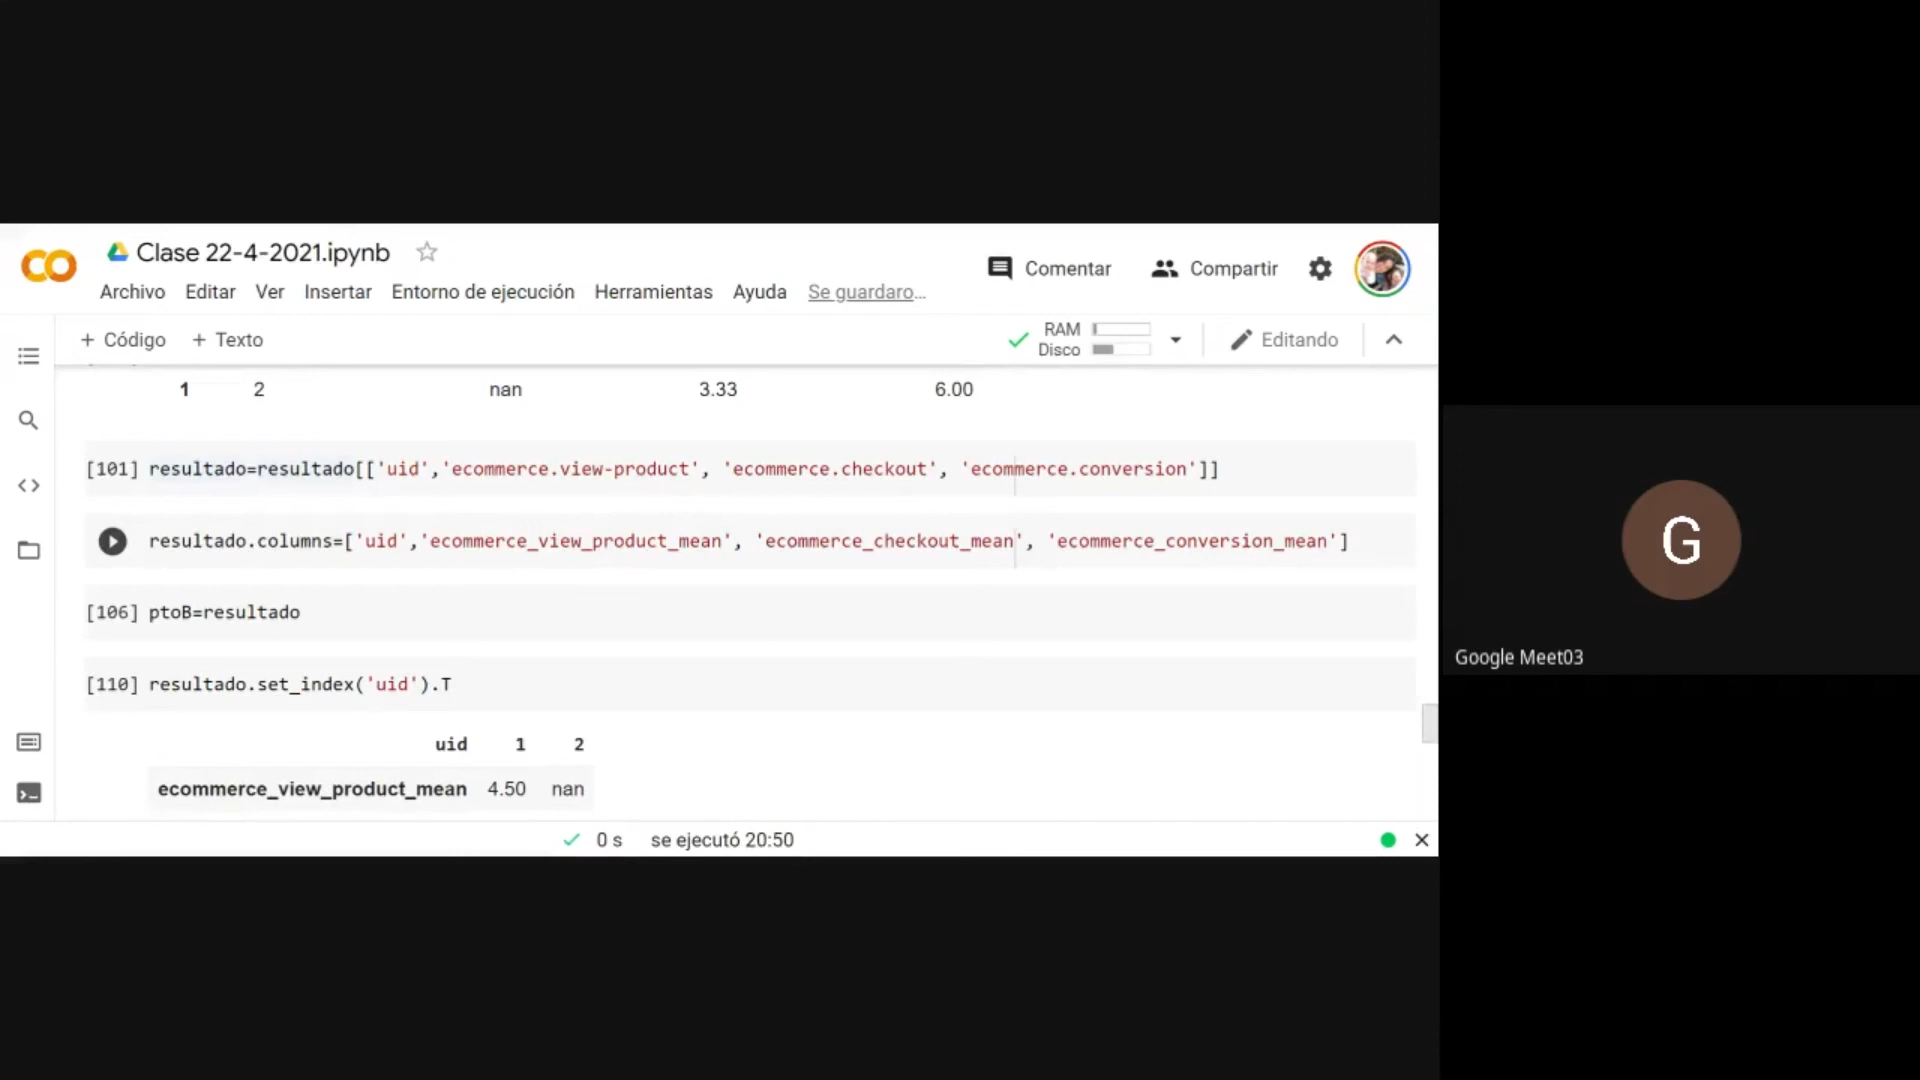 Clase 22-4-2021.ipynb
Comentar
Compartir
Archivo Editar Ver Insertar Entorno de ejecución Herramientas Ayuda Se guardaro…
+ Código + Texto
RAM
Disco
Editando
1 2 nan 3.33 6.00
[101] resultado=resultado[['uid','ecommerce.view-product', 'ecommerce.checkout', 'ecommerce.conversion']]
resultado.columns=['uid','ecommerce_view_product_mean', 'ecommerce_checkout_mean', 'ecommerce_conversion_mean']
[106] ptoB=resultado
[110] resultado.set_index('uid').T
uid 1 2
ecommerce_view_product_mean 4.50 nan
0 s se ejecutó 20:50
G
Google Meet03